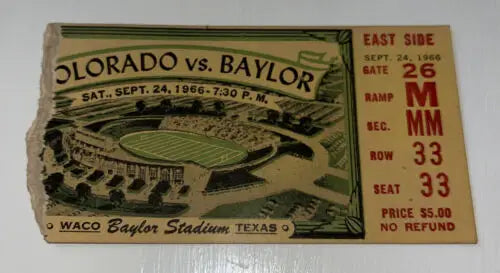 OLORADO vs. BAYLOR
SAT., SEPT. 24, 1966-7:30 P. M.
WACO Baylor Stadium TEXAS
EAST SIDE
SEPT. 24, 1966
GATE 26
RAMP M
SEC. MM
ROW 33
SEAT 33
PRICE $5.00
NO REFUND